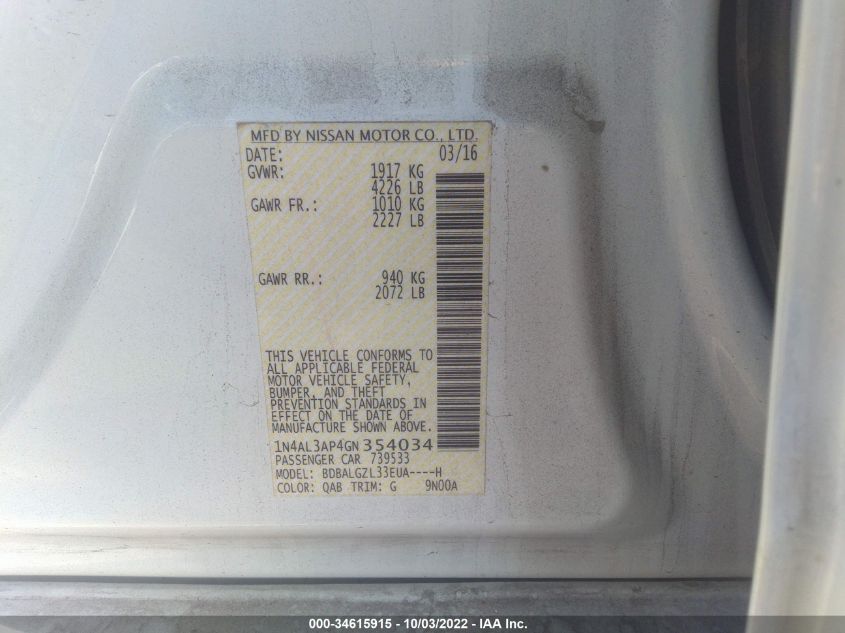 MFD BY NISSAN MOTOR CO., LTD.
DATE: 03/16
GVWR: 1917 KG
4226 LB
GAWR FR.: 1010 KG
2227 LB
GAWR RR.: 940 KG
2072 LB
THIS VEHICLE CONFORMS TO
ALL APPLICABLE FEDERAL
MOTOR VEHICLE SAFETY,
BUMPER, AND THEFT
PREVENTION STANDARDS IN
EFFECT ON THE DATE OF
MANUFACTURE SHOWN ABOVE.
1N4AL3AP4GN354034
PASSENGER CAR 739533
MODEL: BDBALGZL33EUA----H
COLOR: QAB TRIM: G 9N00A
000-34615915 - 10/03/2022 - IAA Inc.